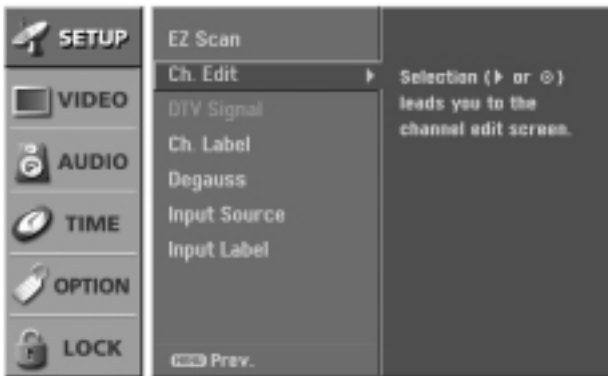 SETUP
VIDEO
AUDIO
TIME
OPTION
LOCK
EZ Scan
Ch. Edit
DTV Signal
Ch. Label
Degauss
Input Source
Input Label
MENU Prev.
Selection (▶ or ⊙)
leads you to the
channel edit screen.